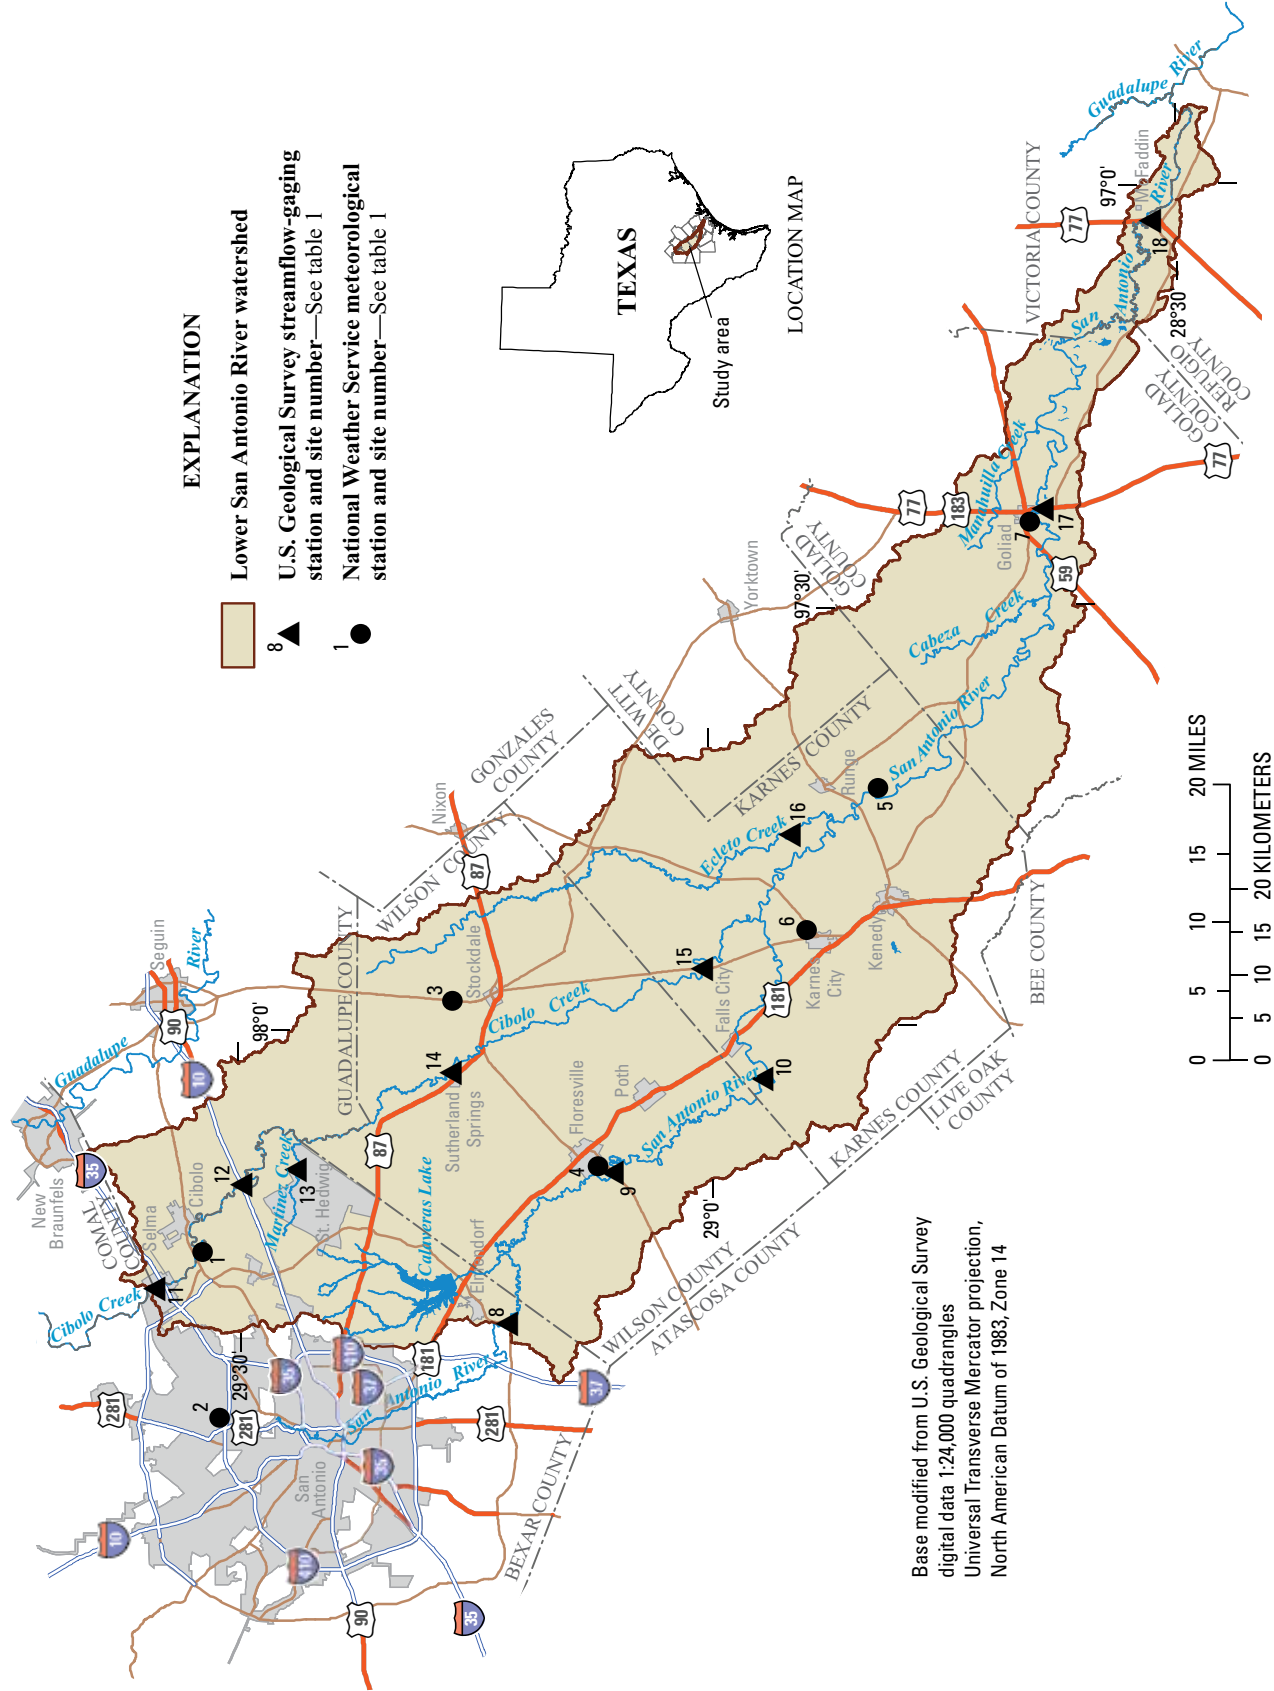 EXPLANATION
Lower San Antonio River watershed
8
U.S. Geological Survey streamflow-gaging
station and site number—See table 1
1
National Weather Service meteorological
station and site number—See table 1
TEXAS
Study area
LOCATION MAP
New
Braunfels
Guadalupe
River
Seguin
90
10
35
98°0'
COMAL
COUNTY
Selma
Cibolo
Cibolo Creek
11
1
12
Martinez Creek
13
St. Hedwig
GUADALUPE COUNTY
WILSON COUNTY
Nixon
87
GONZALES
COUNTY
DE WITT
COUNTY
Yorktown
97°30'
GOLIAD
COUNTY
3
Stockdale
Cibolo Creek
14
Sutherland
Springs
87
Calaveras Lake
Elmendorf
8
181
29°30'
2
281
281
281
San
Antonio
San
Antonio
River
10
35
410
37
35
410
90
35
37
BEXAR COUNTY
WILSON COUNTY
ATASCOSA COUNTY
29°0'
Floresville
4
9
Poth
San Antonio River
10
Falls City
15
181
Karnes
City
6
Kenedy
Ecleto Creek
16
KARNES COUNTY
Runge
5
San Antonio River
KARNES COUNTY
LIVE OAK
COUNTY
BEE COUNTY
Cabeza
Creek
Manahuilla Creek
77
183
Goliad
7
17
59
77
GOLIAD
COUNTY
REFUGIO
COUNTY
VICTORIA COUNTY
San
Antonio
River
28°30'
18
77
97°0'
McFaddin
Guadalupe
River
0
5
10
15
20 MILES
0
5
10
15
20 KILOMETERS
Base modified from U.S. Geological Survey
digital data 1:24,000 quadrangles
Universal Transverse Mercator projection,
North American Datum of 1983, Zone 14